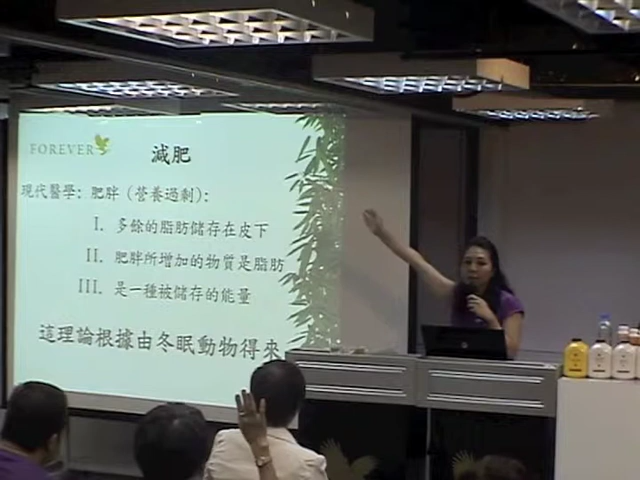 FOREVER
減肥
現代醫學: 肥胖 (營養過剩):
I. 多餘的脂肪儲存在皮下
II. 肥胖所增加的物質是脂肪
III. 是一種被儲存的能量
這理論根據由冬眠動物得來